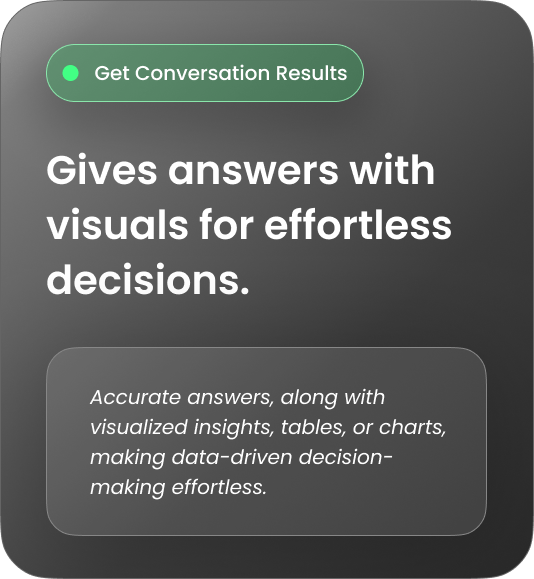 Get Conversation Results
Gives answers with
visuals for effortless
decisions.
Accurate answers, along with
visualized insights, tables, or charts,
making data-driven decision-
making effortless.